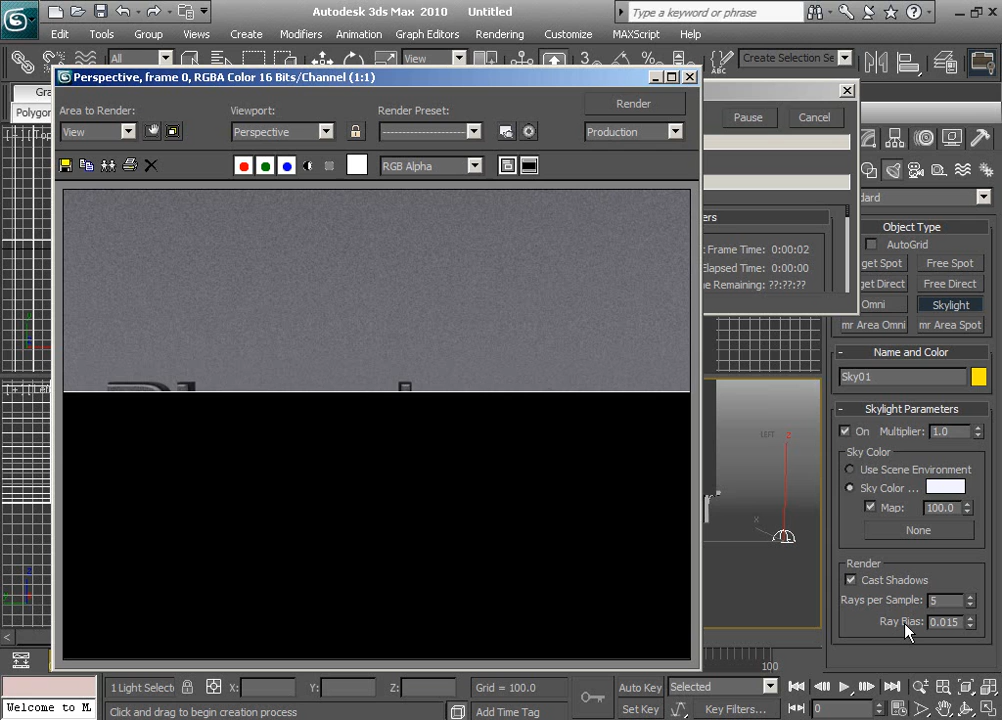 Autodesk 3ds Max 2010 Untitled
Type a keyword or phrase
Edit Tools Group Views Create Modifiers Animation Graph Editors Rendering Customize MAXScript Help
All View Create Selection Se
Perspective, frame 0, RGBA Color 16 Bits/Channel (1:1)
Area to Render: Viewport: Render Preset: Render
View Perspective Production
RGB Alpha
Pause Cancel
Gra
Polygon
Frame Time: 0:00:02
Elapsed Time: 0:00:00
Remaining: ??:??:??
Object Type
AutoGrid
get Spot Free Spot
get Direct Free Direct
Omni Skylight
mr Area Omni mr Area Spot
- Name and Color
Sky01
- Skylight Parameters
On Multiplier: 1.0
Sky Color
Use Scene Environment
Sky Color ...
Map: 100.0
None
Render
Cast Shadows
Rays per Sample: 5
Ray Bias: 0.015
LEFT
X
Z
100
1 Light Select X: Y: Z: Grid = 100.0 Auto Key Selected
Welcome to M. Click and drag to begin creation process Add Time Tag Set Key Key Filters... 0